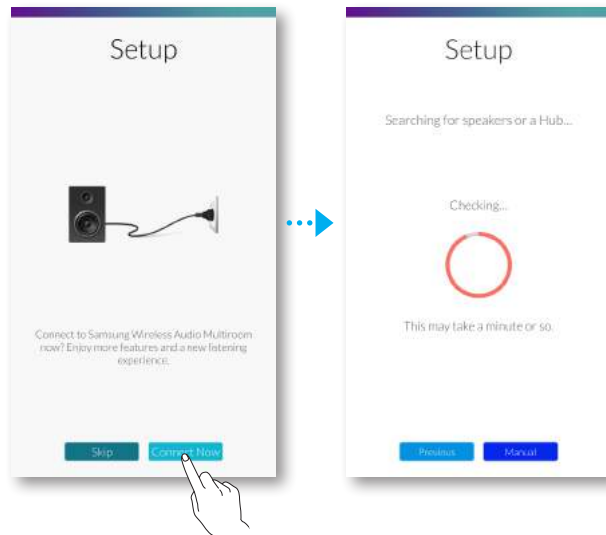 Setup
Connect to Samsung Wireless Audio Multiroom
now? Enjoy more features and a new listening
experience.
Skip
Connect Now
Setup
Searching for speakers or a Hub...
Checking...
This may take a minute or so.
Previous
Manual